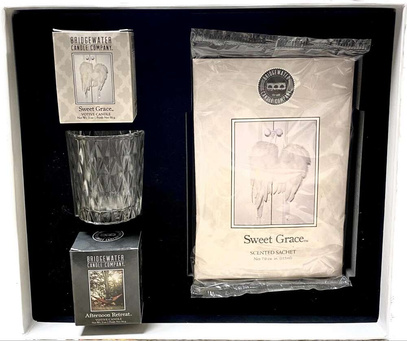 BRIDGEWATER
CANDLE COMPANY
Sweet Grace
VOTIVE CANDLE
BRIDGEWATER
CANDLE COMPANY
Sweet Grace
SCENTED SACHET
BRIDGEWATER
CANDLE COMPANY
Afternoon Retreat
VOTIVE CANDLE